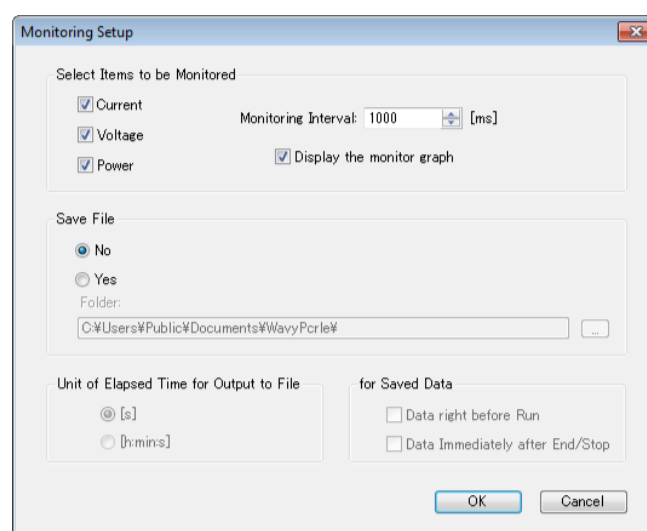 Monitoring Setup
Select Items to be Monitored
Current
Voltage
Power
Monitoring Interval: 1000 [ms]
Display the monitor graph
Save File
No
Yes
Folder:
C:¥Users¥Public¥Documents¥WavyPcrle¥
...
Unit of Elapsed Time for Output to File
[s]
[h:min:s]
for Saved Data
Data right before Run
Data Immediately after End/Stop
OK
Cancel